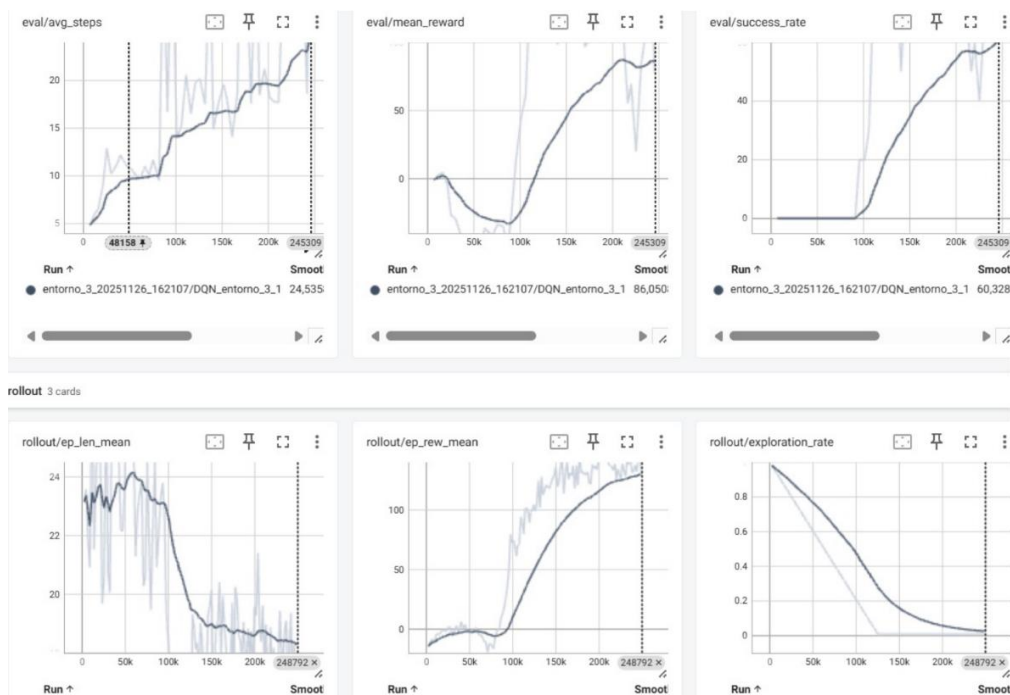 eval/avg_steps
20
15
10
5
0
48158
100k
150k
200k
245309
Run ↑ Smoot
entorno_3_20251126_162107/DQN_entorno_3_1 24,535
eval/mean_reward
50
0
0
50k
100k
150k
200k
245309
Run ↑ Smoot
entorno_3_20251126_162107/DQN_entorno_3_1 86,050
eval/success_rate
40
20
0
0
50k
100k
150k
200k
245309
Run ↑ Smoot
entorno_3_20251126_162107/DQN_entorno_3_1 60,328
rollout 3 cards
rollout/ep_len_mean
24
22
20
0
50k
100k
150k
200k
248792 ×
Run ↑ Smoot
rollout/ep_rew_mean
100
50
0
0
50k
100k
150k
200k
248792 ×
Run ↑ Smoot
rollout/exploration_rate
0.8
0.6
0.4
0.2
0
0
50k
100k
150k
200k
248792 ×
Run ↑ Smoot